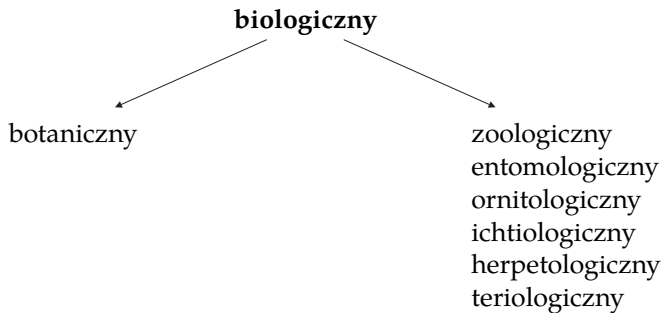 biologiczny
botaniczny
zoologiczny
entomologiczny
ornitologiczny
ichtiologiczny
herpetologiczny
teriologiczny